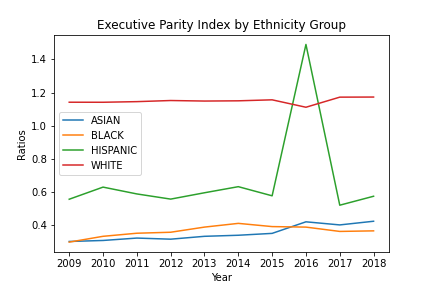 Executive Parity Index by Ethnicity Group
Ratios
1.4
1.2
1.0
0.8
0.6
0.4
ASIAN
BLACK
HISPANIC
WHITE
2009 2010 2011 2012 2013 2014 2015 2016 2017 2018
Year